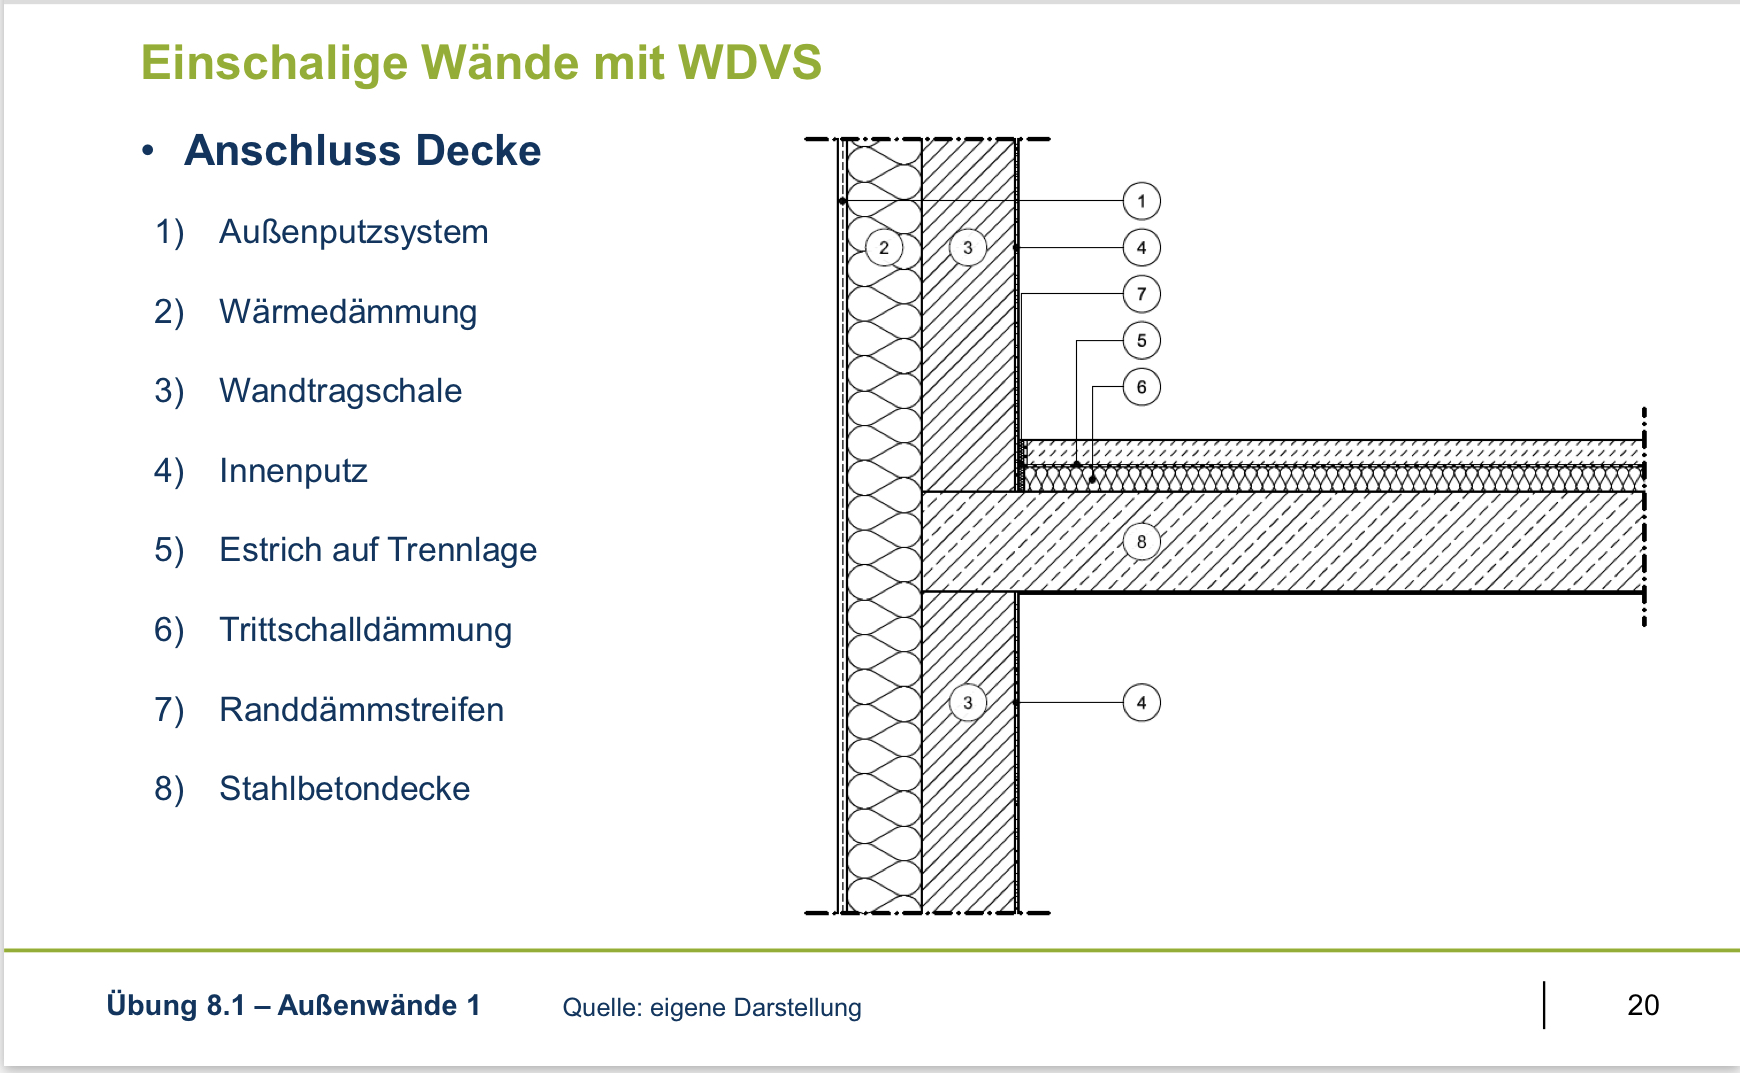 Einschalige Wände mit WDVS
• Anschluss Decke
1) Außenputzsystem
2) Wärmedämmung
3) Wandtragschale
4) Innenputz
5) Estrich auf Trennlage
6) Trittschalldämmung
7) Randdämmstreifen
8) Stahlbetondecke
1
2
3
4
7
5
6
8
3
4
Übung 8.1 – Außenwände 1
Quelle: eigene Darstellung
20